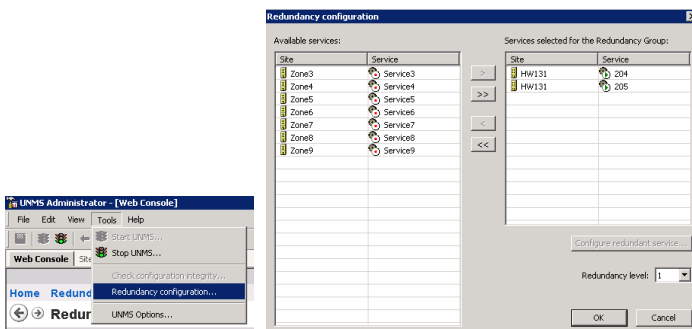 Redundancy configuration
Available services:
Site Service
Zone3 Service3
Zone4 Service4
Zone5 Service5
Zone6 Service6
Zone7 Service7
Zone8 Service8
Zone9 Service9
>
>>
<
<<
Services selected for the Redundancy Group:
Site Service
HW131 204
HW131 205
Configure redundant service...
Redundancy level: 1
OK Cancel
UNMS Administrator - [Web Console]
File Edit View Tools Help
Start UNMS...
Stop UNMS...
Check configuration integrity...
Redundancy configuration...
UNMS Options...
Web Console Site
Home Redund
Redur